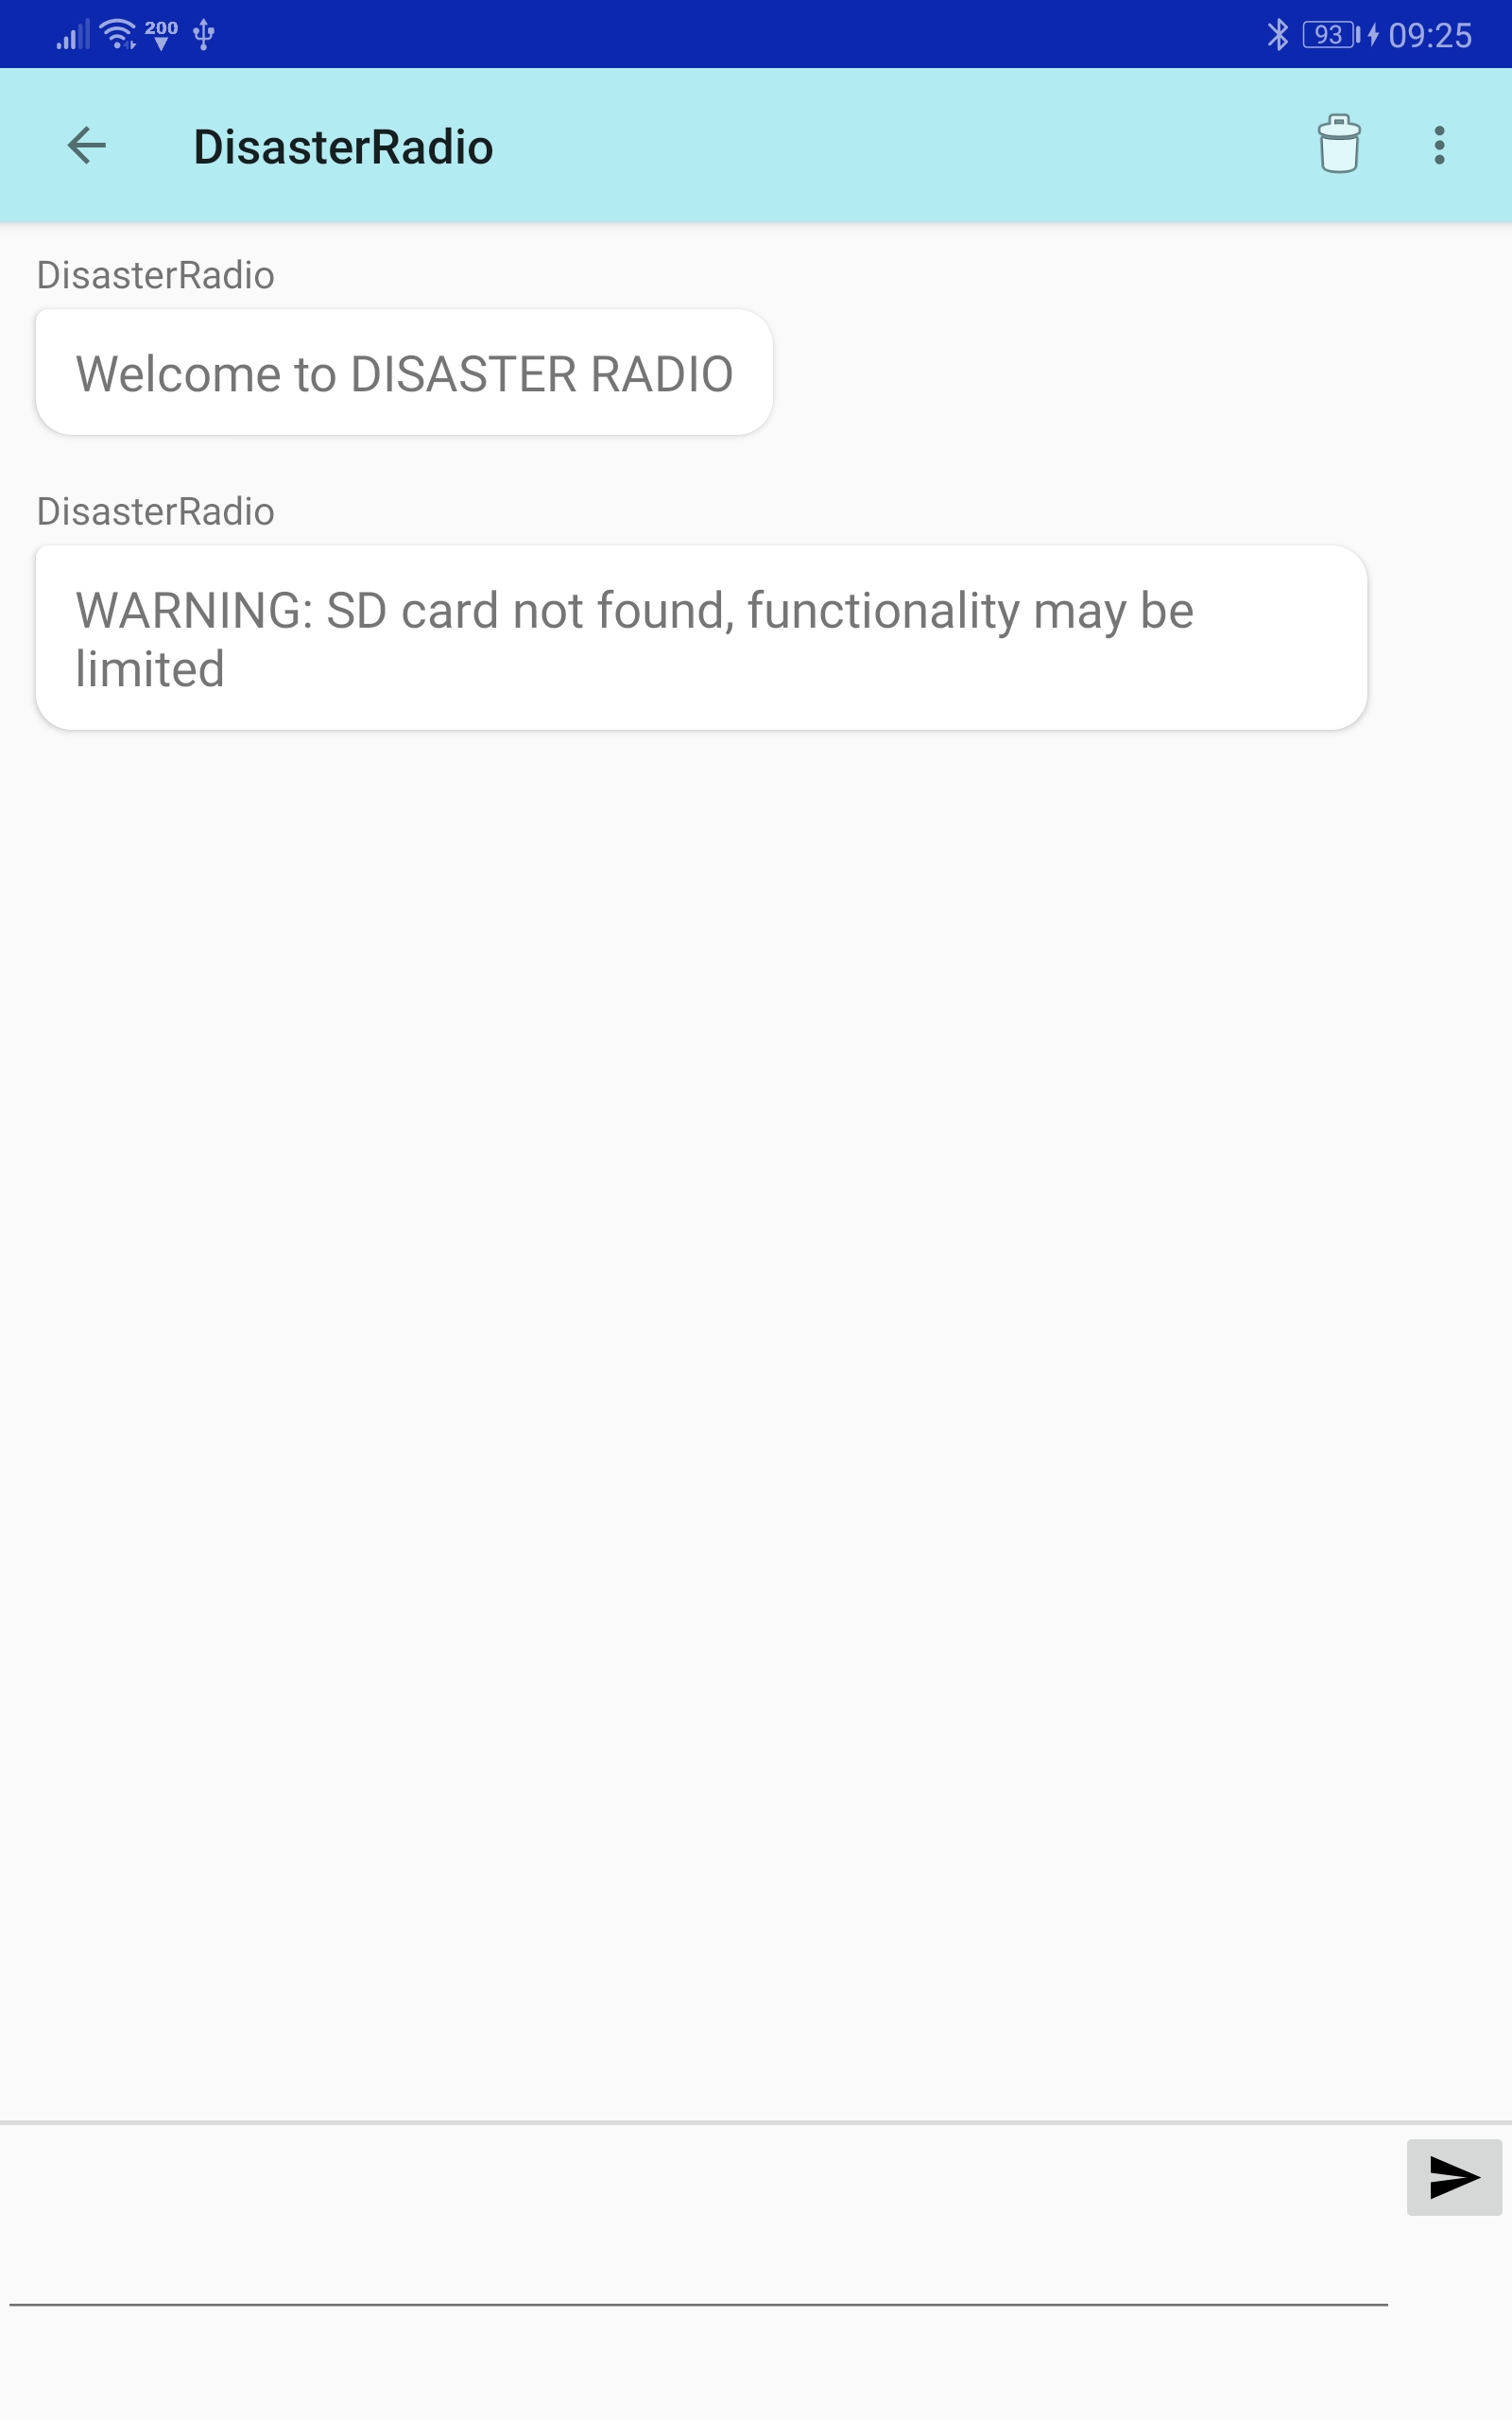 200 93 09:25
DisasterRadio
DisasterRadio
Welcome to DISASTER RADIO
DisasterRadio
WARNING: SD card not found, functionality may be
limited